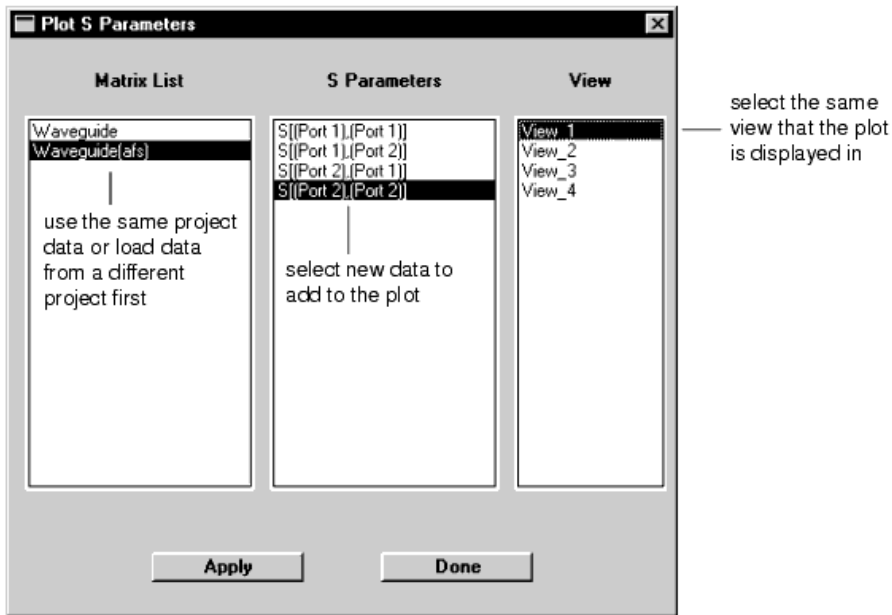 Plot S Parameters
Matrix List
S Parameters
View
Waveguide
Waveguide(afs)
use the same project
data or load data
from a different
project first
S[(Port 1),(Port 1)]
S[(Port 1),(Port 2)]
S[(Port 2),(Port 1)]
S[(Port 2),(Port 2)]
select new data to
add to the plot
View_1
View_2
View_3
View_4
select the same
view that the plot
is displayed in
Apply
Done